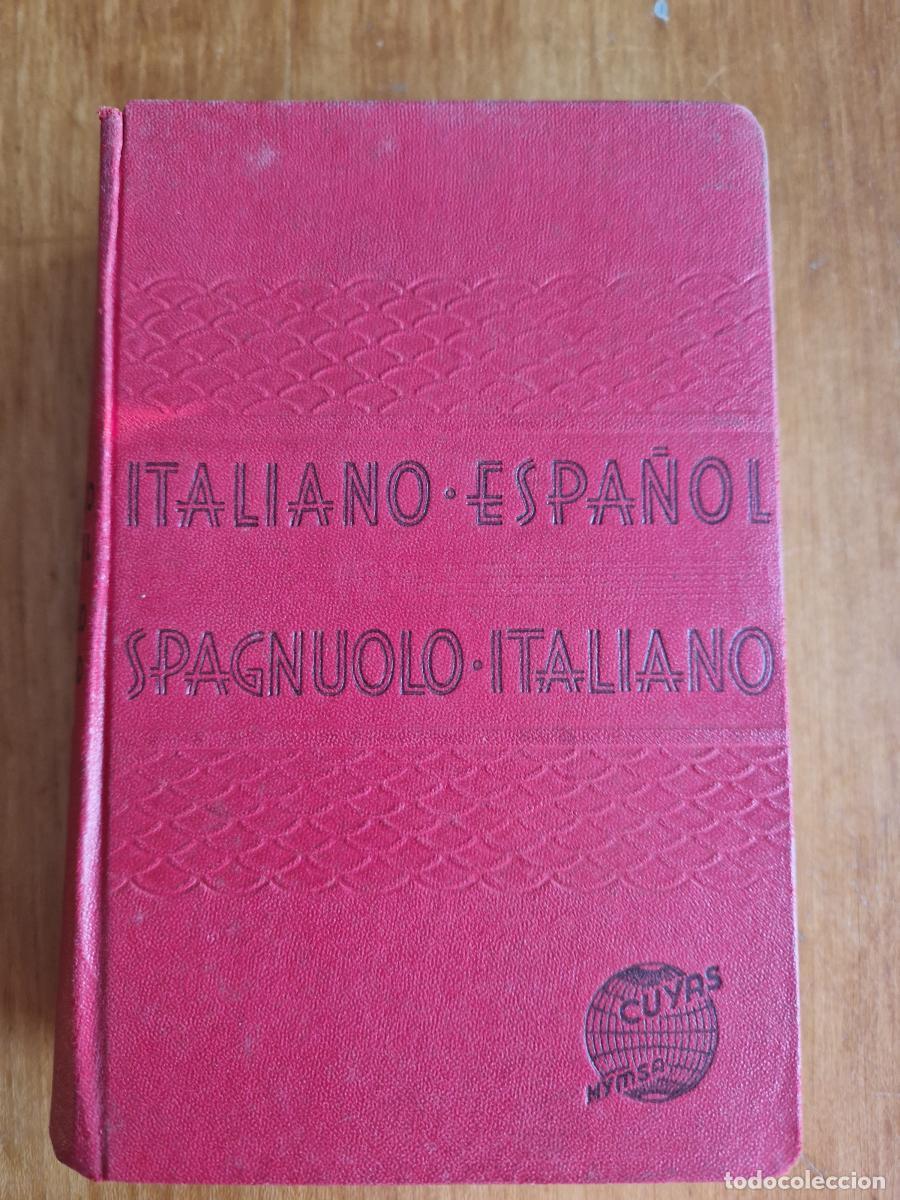 ITALIANO · ESPAÑOL
SPAGNUOLO · ITALIANO
CUYAS
HYMSA
todocoleccion